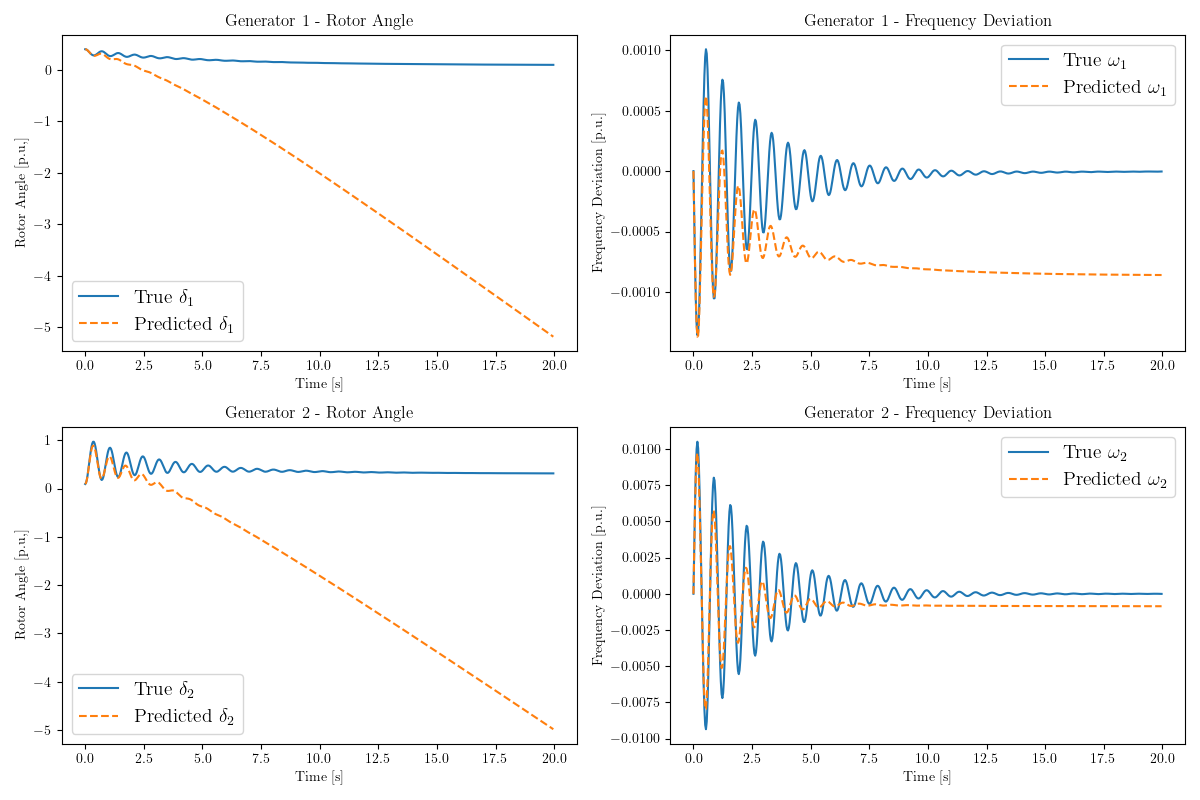 Generator 1 - Rotor Angle
Rotor Angle [p.u.]
0
−1
−2
−3
−4
−5
True δ₁
Predicted δ₁
0.0 2.5 5.0 7.5 10.0 12.5 15.0 17.5 20.0
Time [s]
Generator 1 - Frequency Deviation
Frequency Deviation [p.u.]
0.0010
0.0005
0.0000
−0.0005
−0.0010
True ω₁
Predicted ω₁
0.0 2.5 5.0 7.5 10.0 12.5 15.0 17.5 20.0
Time [s]
Generator 2 - Rotor Angle
Rotor Angle [p.u.]
1
0
−1
−2
−3
−4
−5
True δ₂
Predicted δ₂
0.0 2.5 5.0 7.5 10.0 12.5 15.0 17.5 20.0
Time [s]
Generator 2 - Frequency Deviation
Frequency Deviation [p.u.]
0.0100
0.0075
0.0050
0.0025
0.0000
−0.0025
−0.0050
−0.0075
−0.0100
True ω₂
Predicted ω₂
0.0 2.5 5.0 7.5 10.0 12.5 15.0 17.5 20.0
Time [s]